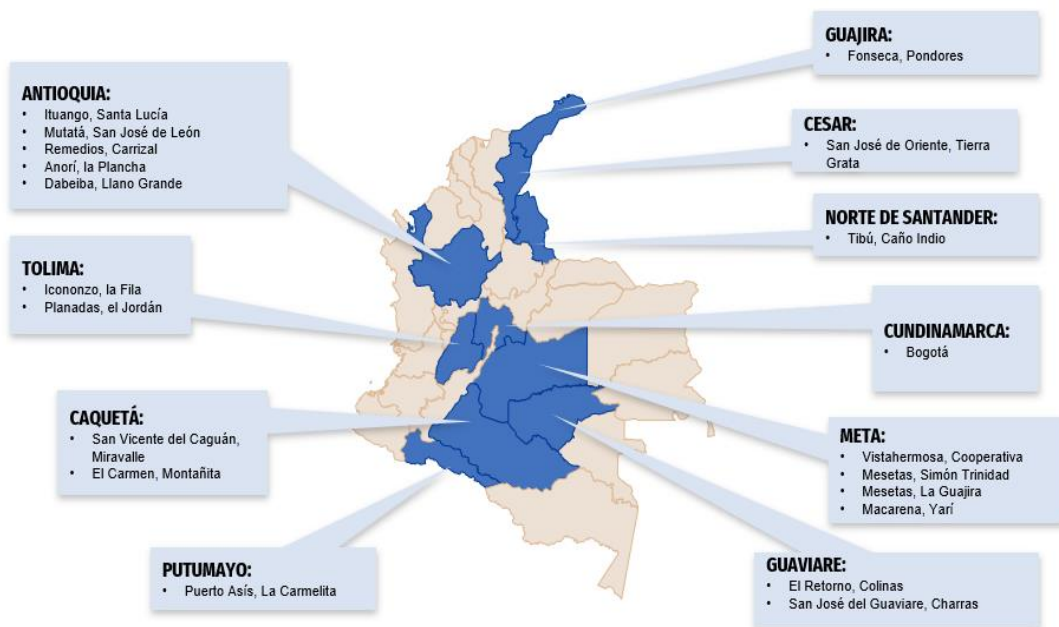 GUAJIRA:
• Fonseca, Pondores
ANTIOQUIA:
• Ituango, Santa Lucía
• Mutatá, San José de León
• Remedios, Carrizal
• Anorí, la Plancha
• Dabeiba, Llano Grande
CESAR:
• San José de Oriente, Tierra
Grata
NORTE DE SANTANDER:
• Tibú, Caño Indio
TOLIMA:
• Icononzo, la Fila
• Planadas, el Jordán
CUNDINAMARCA:
• Bogotá
CAQUETÁ:
• San Vicente del Caguán,
Miravalle
• El Carmen, Montañita
META:
• Vistahermosa, Cooperativa
• Mesetas, Simón Trinidad
• Mesetas, La Guajira
• Macarena, Yarí
PUTUMAYO:
• Puerto Asís, La Carmelita
GUAVIARE:
• El Retorno, Colinas
• San José del Guaviare, Charras